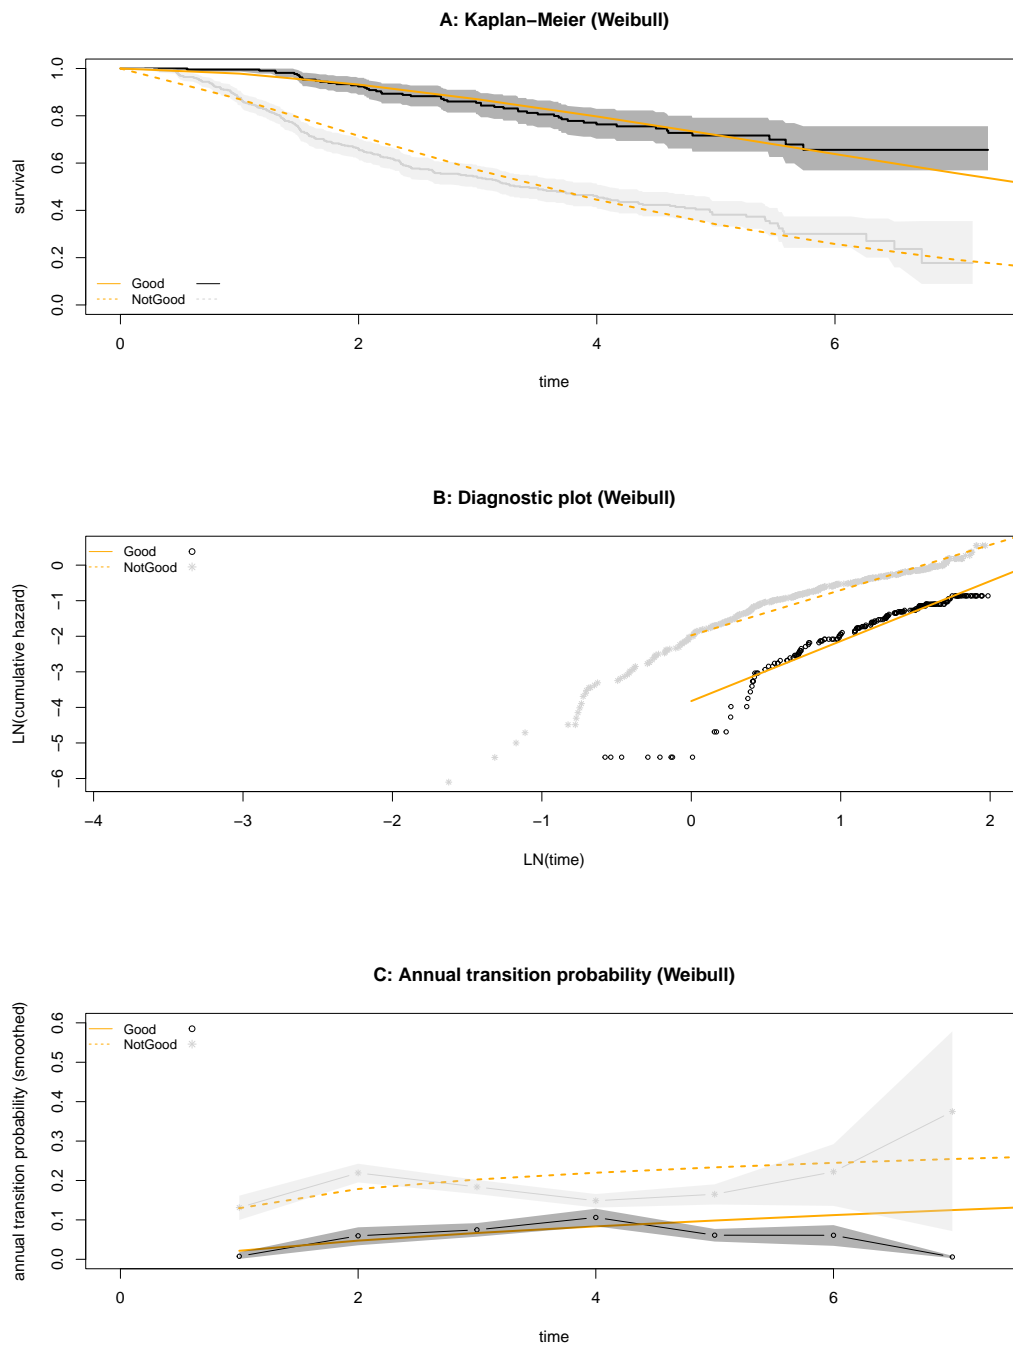 A: Kaplan−Meier (Weibull)
survival
1.0
0.8
0.6
0.4
0.2
0.0
Good
NotGood
0 2 4 6
time
B: Diagnostic plot (Weibull)
LN(cumulative hazard)
0
−1
−2
−3
−4
−5
−6
Good
NotGood
−4 −3 −2 −1 0 1 2
LN(time)
C: Annual transition probability (Weibull)
annual transition probability (smoothed)
0.6
0.5
0.4
0.3
0.2
0.1
0.0
Good
NotGood
0 2 4 6
time